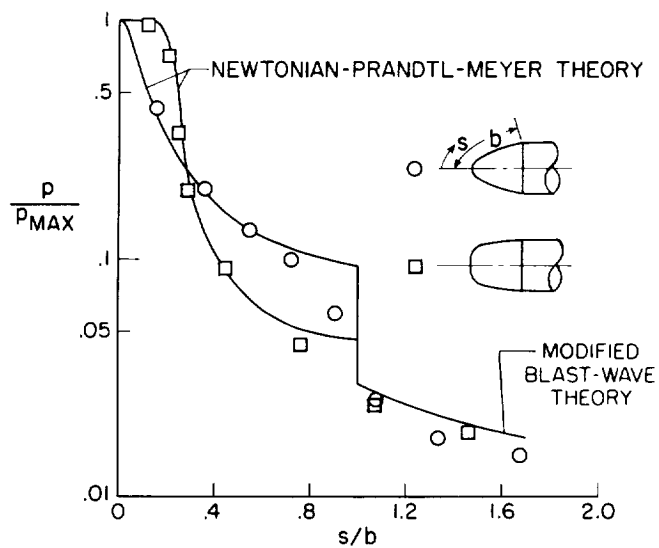 1
.5
.1
.05
.01
p
pMAX
NEWTONIAN-PRANDTL-MEYER THEORY
s
b
MODIFIED
BLAST-WAVE
THEORY
0
.4
.8
1.2
1.6
2.0
s/b